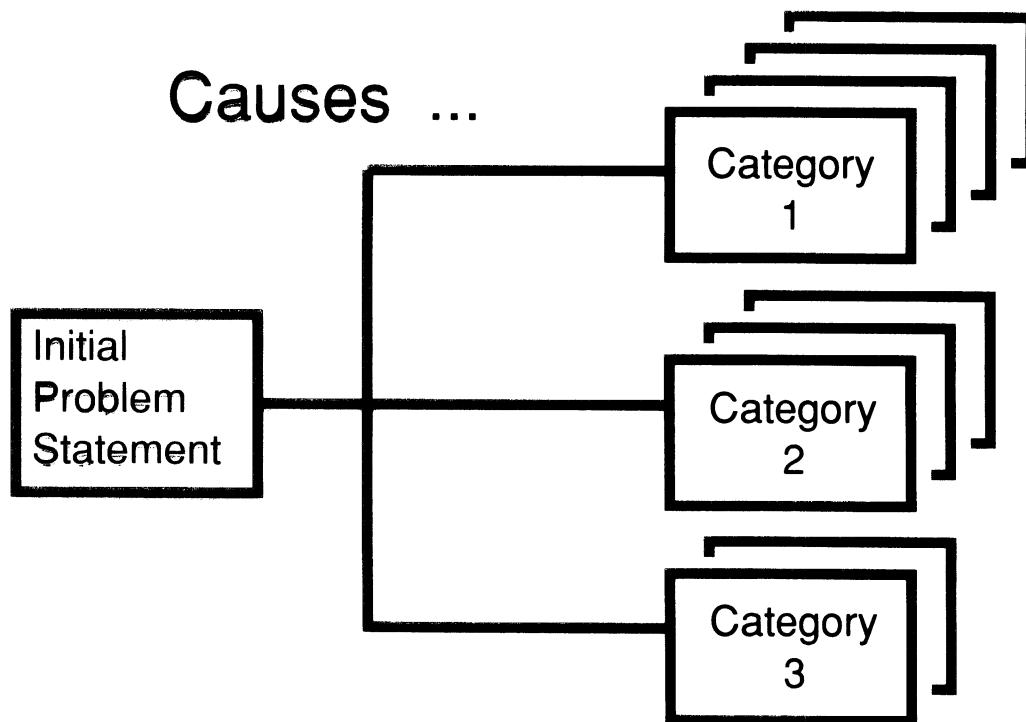 Causes ...
Category
1
Initial
Problem
Statement
Category
2
Category
3